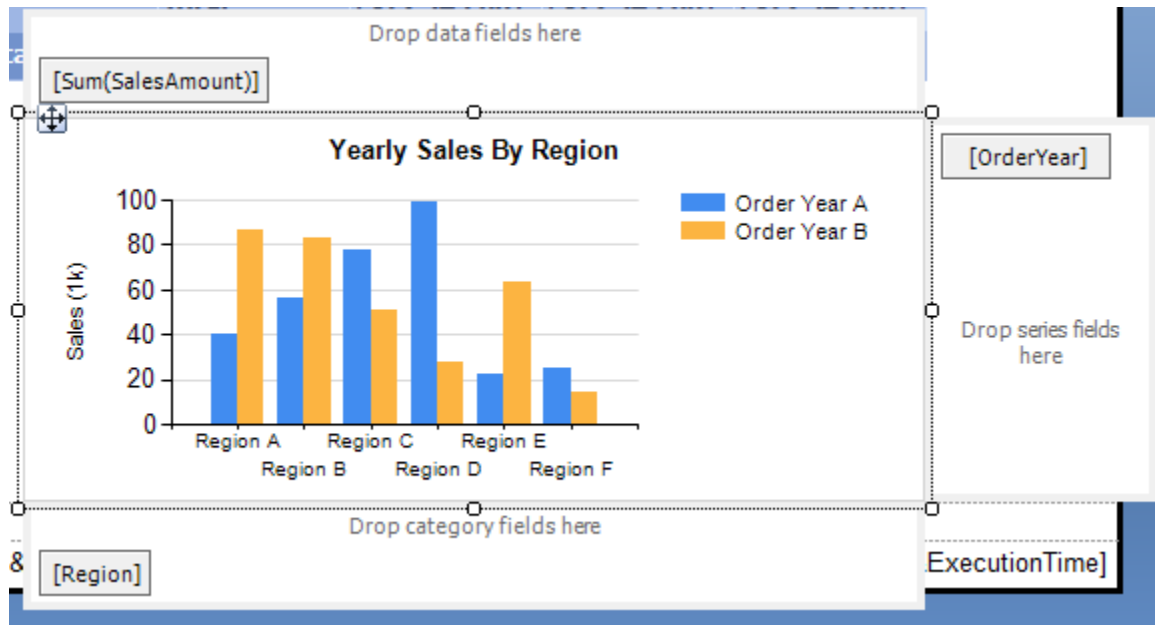 Drop data fields here
[Sum(SalesAmount)]
Yearly Sales By Region
[OrderYear]
Order Year A
Order Year B
100
80
60
40
20
0
Sales (1k)
Drop series fields
here
Region A Region C Region E
Region B Region D Region F
Drop category fields here
&
[Region]
ExecutionTime]